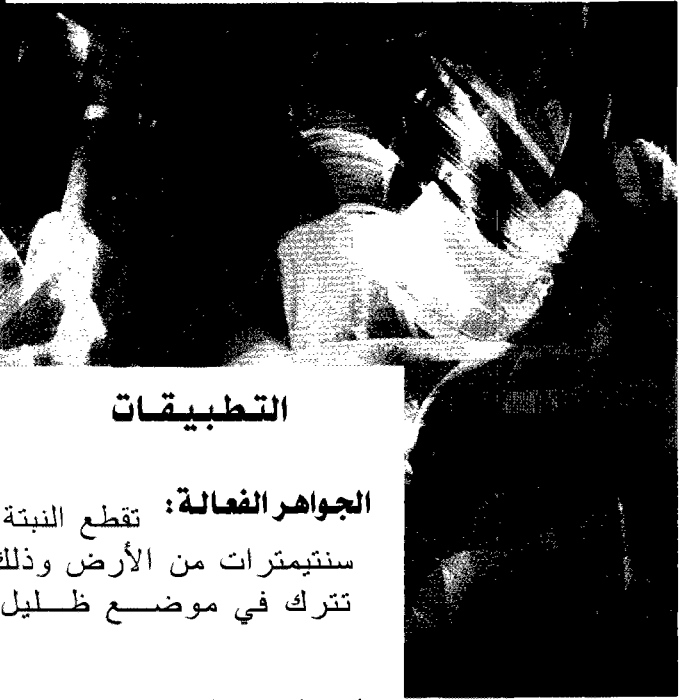 التطبيقات
الجواهر الفعالة: تقطع النبتة
سنتيمترات من الأرض وذلك
تترك في موضع ظليل